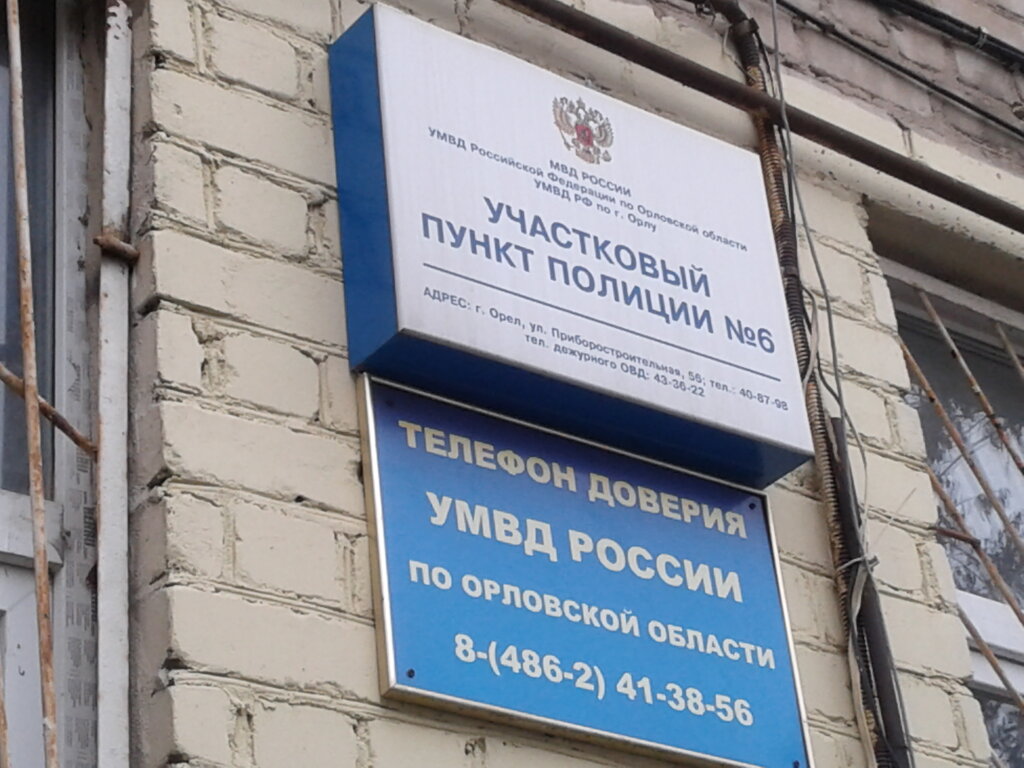 МВД РОССИИ
УМВД Российской Федерации по Орловской области
УМВД РФ по г. Орлу
УЧАСТКОВЫЙ
ПУНКТ ПОЛИЦИИ №6
АДРЕС: г. Орел, ул. Приборостроительная, 56; тел.: 40-87-98
тел. дежурного ОВД: 43-36-22
ТЕЛЕФОН ДОВЕРИЯ
УМВД РОССИИ
ПО ОРЛОВСКОЙ ОБЛАСТИ
8-(486-2) 41-38-56